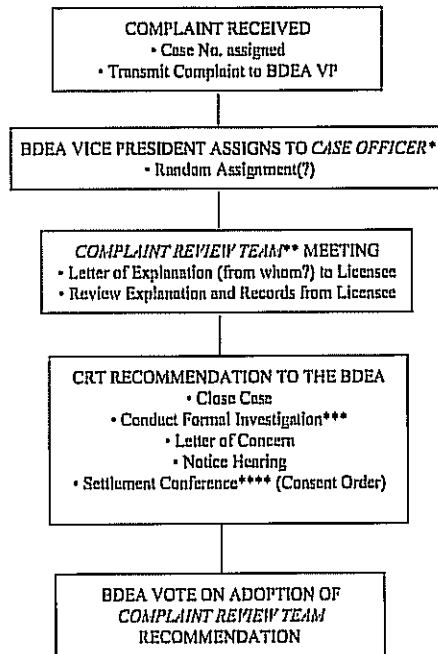 COMPLAINT RECEIVED
• Case No. assigned
• Transmit Complaint to BDEA VP
BDEA VICE PRESIDENT ASSIGNS TO CASE OFFICER*
• Random Assignment(?)
COMPLAINT REVIEW TEAM** MEETING
• Letter of Explanation (from whom?) to Licensee
• Review Explanation and Records from Licensee
CRT RECOMMENDATION TO THE BDEA
• Close Case
• Conduct Formal Investigation***
• Letter of Concern
• Notice Hearing
• Settlement Conference**** (Consent Order)
BDEA VOTE ON ADOPTION OF
COMPLAINT REVIEW TEAM
RECOMMENDATION